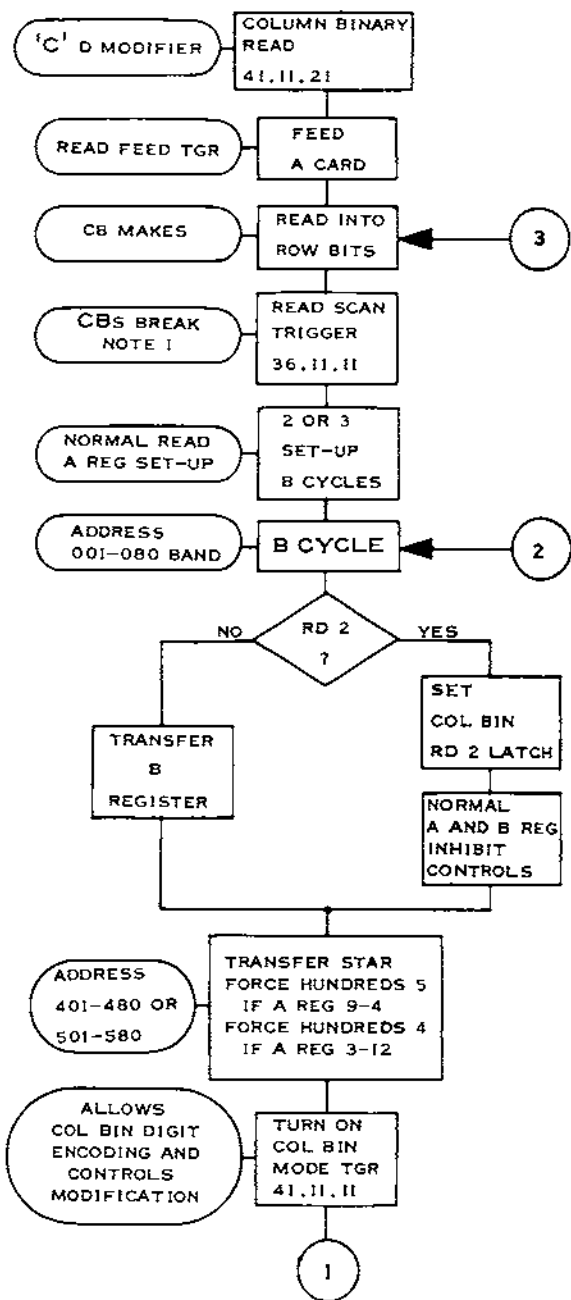 'C' D MODIFIER
COLUMN BINARY
READ
41.11.21
READ FEED TGR
FEED
A CARD
CB MAKES
READ INTO
ROW BITS
3
CBs BREAK
NOTE 1
READ SCAN
TRIGGER
36.11.11
NORMAL READ
A REG SET-UP
2 OR 3
SET-UP
B CYCLES
ADDRESS
001-080 BAND
B CYCLE
2
NO
RD 2
?
YES
TRANSFER
B
REGISTER
SET
COL BIN
RD 2 LATCH
NORMAL
A AND B REG
INHIBIT
CONTROLS
ADDRESS
401-480 OR
501-580
TRANSFER STAR
FORCE HUNDREDS 5
IF A REG 9-4
FORCE HUNDREDS 4
IF A REG 3-12
ALLOWS
COL BIN DIGIT
ENCODING AND
CONTROLS
MODIFICATION
TURN ON
COL BIN
MODE TGR
41.11.11
1